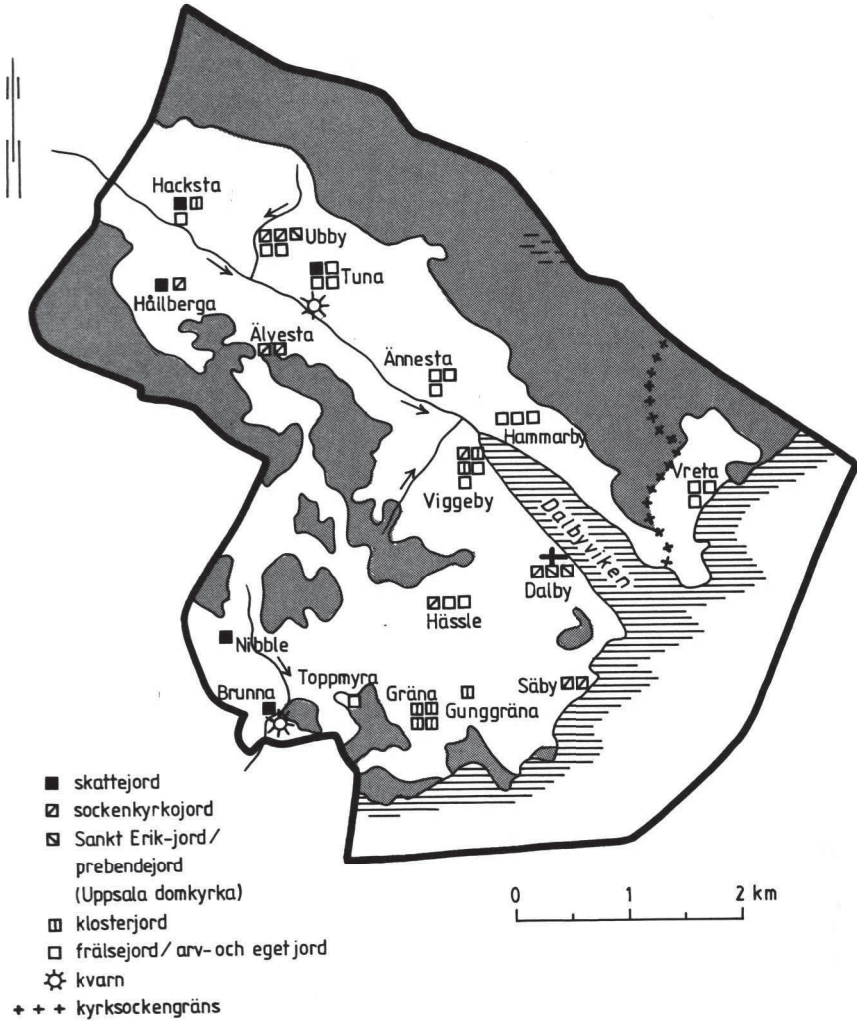 Hacksta
Ubby
Tuna
Hållberga
Älvesta
Ännesta
Hammarby
Vreta
Viggeby
Dalbyviken
Dalby
Hässle
Nibble
Toppmyra
Säby
Brunna
Gräna
Gunggräna
skattejord
sockenkyrkojord
Sankt Erik-jord/
prebendejord
(Uppsala domkyrka)
klosterjord
frälsejord/arv-och eget jord
kvarn
+ + + kyrksockengräns
0 1 2 km